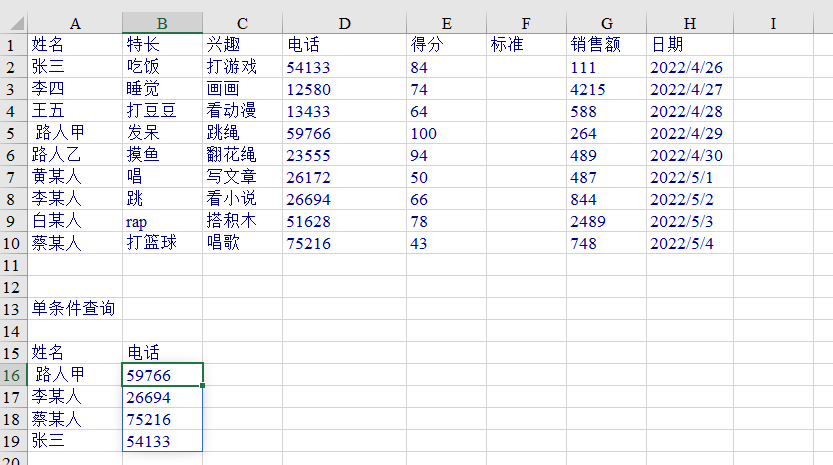 A B C D E F G H I
1 姓名 特长 兴趣 电话 得分 标准 销售额 日期
2 张三 吃饭 打游戏 54133 84 111 2022/4/26
3 李四 睡觉 画画 12580 74 4215 2022/4/27
4 王五 打豆豆 看动漫 13433 64 588 2022/4/28
5 路人甲 发呆 跳绳 59766 100 264 2022/4/29
6 路人乙 摸鱼 翻花绳 23555 94 489 2022/4/30
7 黄某人 唱 写文章 26172 50 487 2022/5/1
8 李某人 跳 看小说 26694 66 844 2022/5/2
9 白某人 rap 搭积木 51628 78 2489 2022/5/3
10 蔡某人 打篮球 唱歌 75216 43 748 2022/5/4
11
12
13 单条件查询
14
15 姓名 电话
16 路人甲 59766
17 李某人 26694
18 蔡某人 75216
19 张三 54133
20